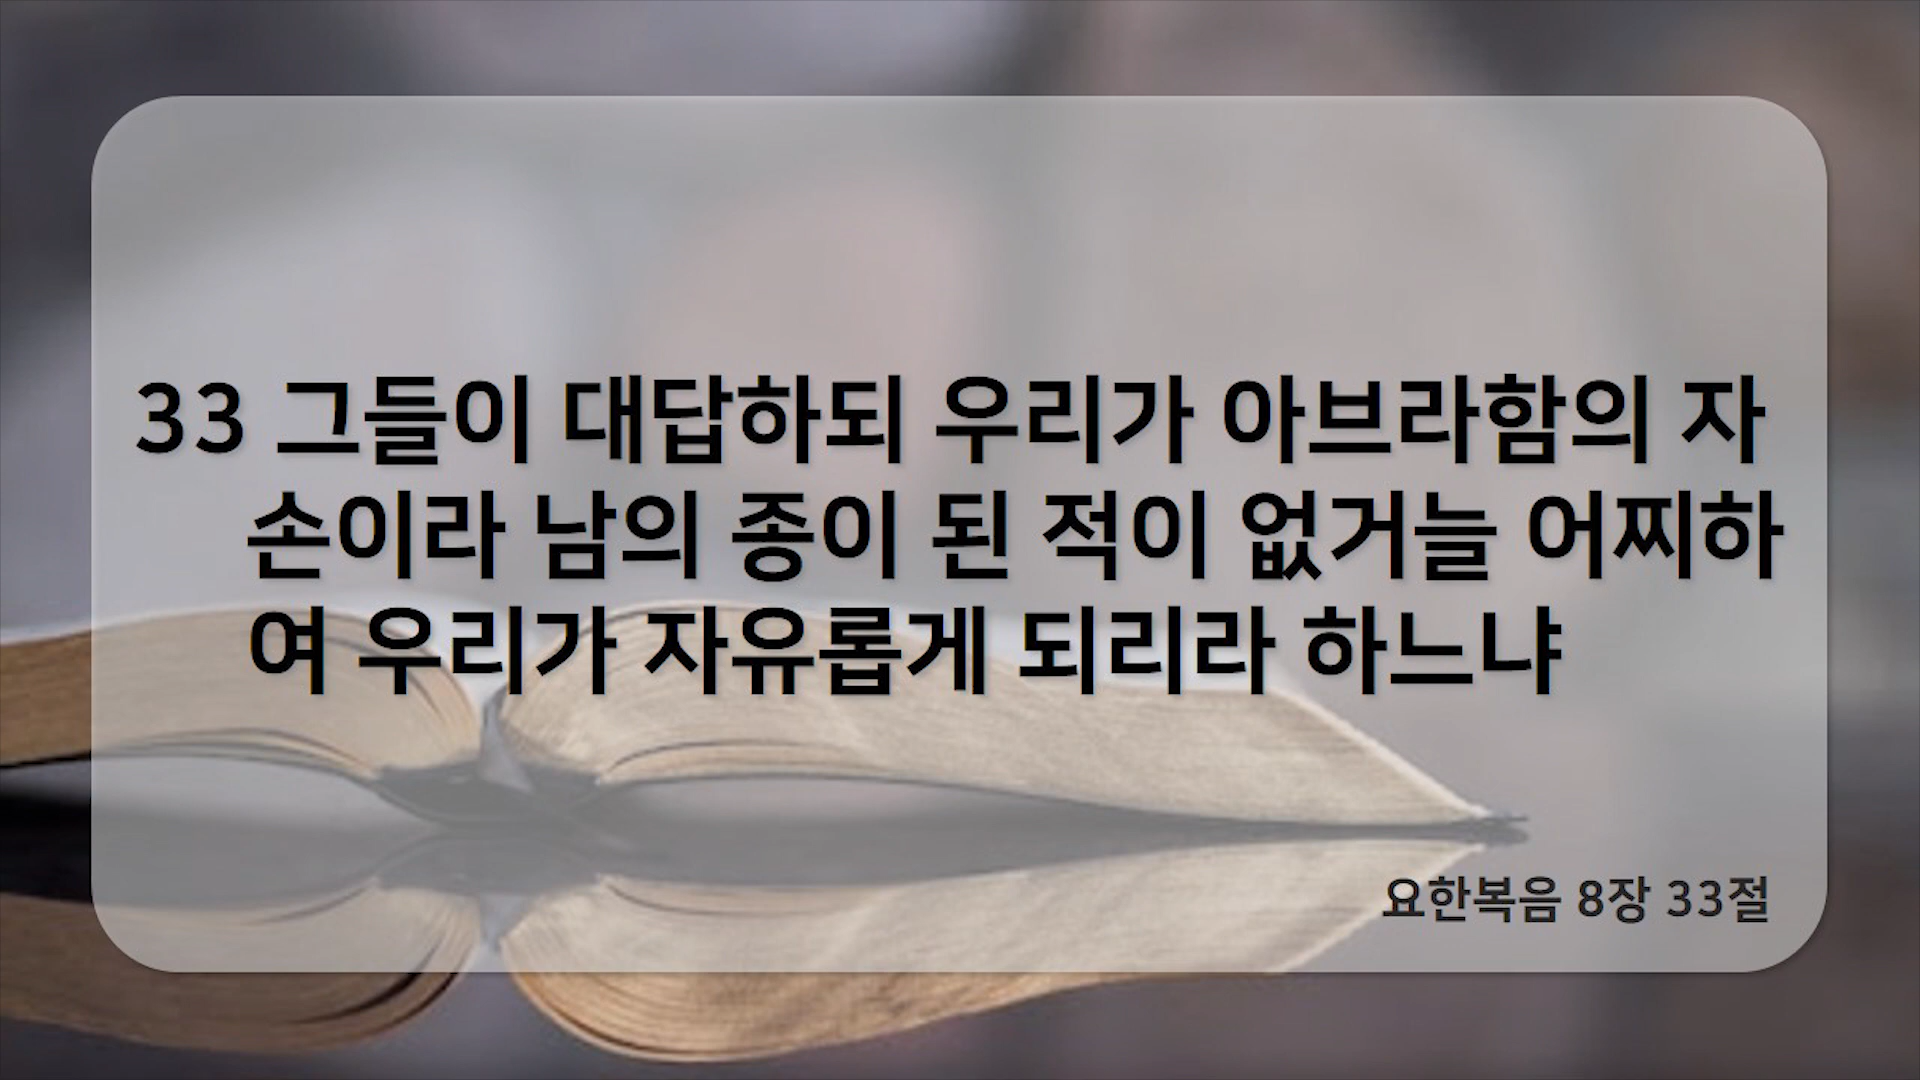 33 그들이 대답하되 우리가 아브라함의 자
손이라 남의 종이 된 적이 없거늘 어찌하
여 우리가 자유롭게 되리라 하느냐
요한복음 8장 33절